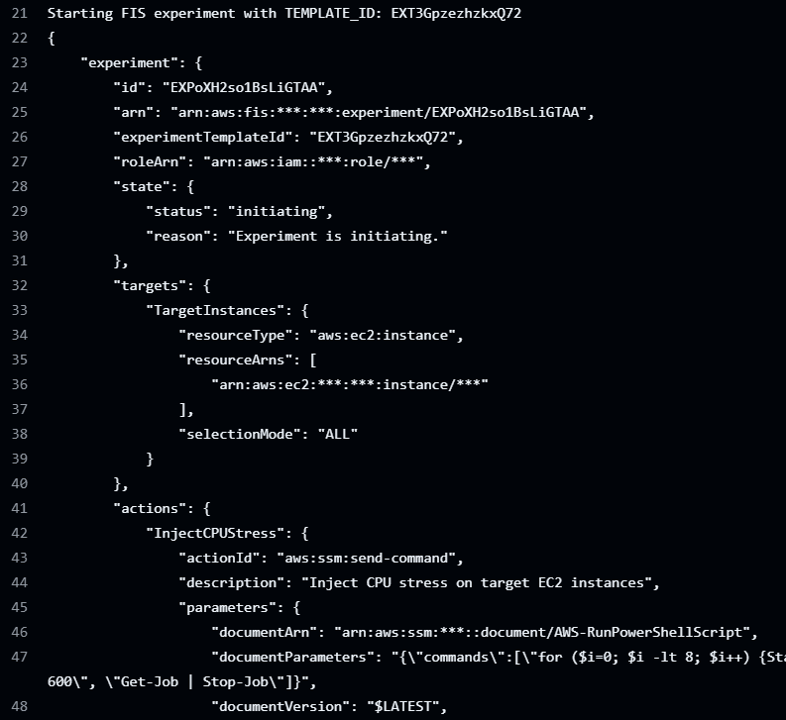 21 Starting FIS experiment with TEMPLATE_ID: EXT3GpzezhzkxQ72
22 {
23     "experiment": {
24         "id": "EXPoXH2so1BsLiGTAA",
25         "arn": "arn:aws:fis:***:***:experiment/EXPoXH2so1BsLiGTAA",
26         "experimentTemplateId": "EXT3GpzezhzkxQ72",
27         "roleArn": "arn:aws:iam::***:role/***",
28         "state": {
29             "status": "initiating",
30             "reason": "Experiment is initiating."
31         },
32         "targets": {
33             "TargetInstances": {
34                 "resourceType": "aws:ec2:instance",
35                 "resourceArns": [
36                     "arn:aws:ec2:***:***:instance/***"
37                 ],
38                 "selectionMode": "ALL"
39             }
40         },
41         "actions": {
42             "InjectCPUStress": {
43                 "actionId": "aws:ssm:send-command",
44                 "description": "Inject CPU stress on target EC2 instances",
45                 "parameters": {
46                     "documentArn": "arn:aws:ssm:***::document/AWS-RunPowerShellScript",
47                     "documentParameters": "{\"commands\":[\"for ($i=0; $i -lt 8; $i++) {Sta
600\", \"Get-Job | Stop-Job\"]}",
48                     "documentVersion": "$LATEST",